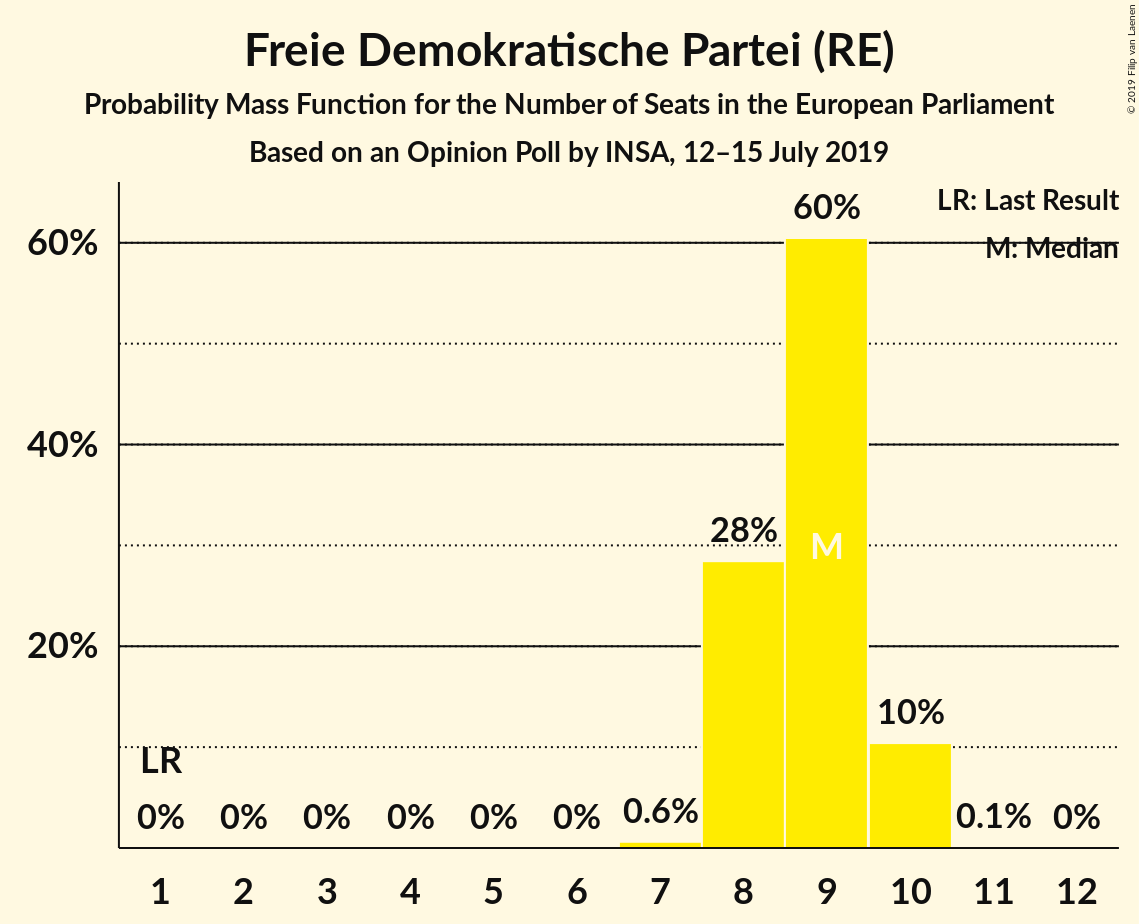 Freie Demokratische Partei (RE)
Probability Mass Function for the Number of Seats in the European Parliament
Based on an Opinion Poll by INSA, 12–15 July 2019
© 2019 Filip van Laenen
LR: Last Result
M: Median
60%
40%
20%
LR
0% 0% 0% 0% 0% 0% 0.6% 28% 60% 10% 0.1% 0%
M
1 2 3 4 5 6 7 8 9 10 11 12